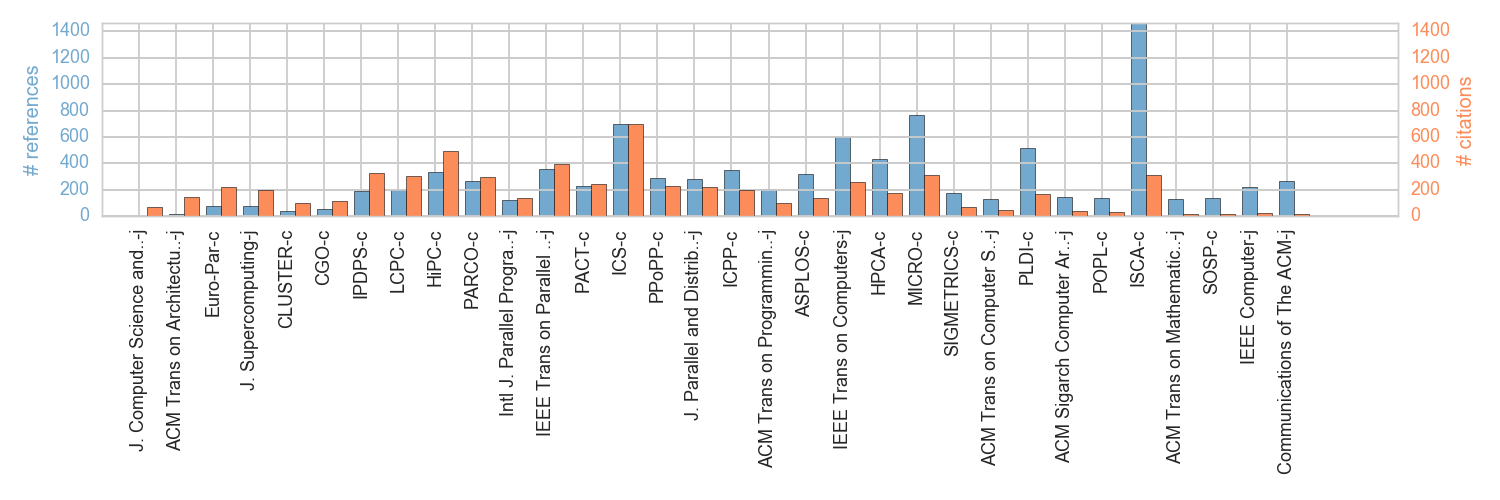 # references
1400
1200
1000
800
600
400
200
0
1400
1200
1000
800
600
400
200
0
# citations
J. Computer Science and..-j
ACM Trans on Architectu..-j
Euro-Par-c
J. Supercomputing-j
CLUSTER-c
CGO-c
IPDPS-c
LCPC-c
HiPC-c
PARCO-c
Intl J. Parallel Progra..-j
IEEE Trans on Parallel ..-j
PACT-c
ICS-c
PPoPP-c
J. Parallel and Distrib..-j
ICPP-c
ACM Trans on Programmin..-j
ASPLOS-c
IEEE Trans on Computers-j
HPCA-c
MICRO-c
SIGMETRICS-c
ACM Trans on Computer S..-j
PLDI-c
ACM Sigarch Computer Ar..-j
POPL-c
ISCA-c
ACM Trans on Mathematic..-j
SOSP-c
IEEE Computer-j
Communications of The ACM-j